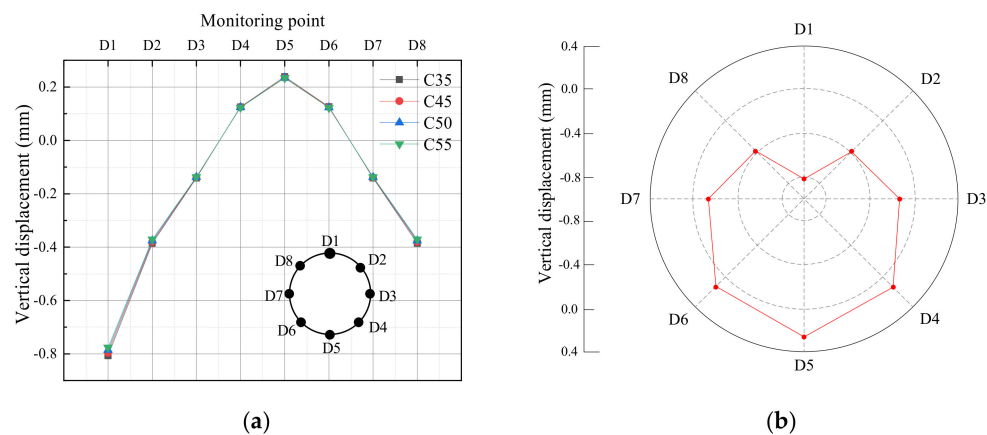 Monitoring point
D1 D2 D3 D4 D5 D6 D7 D8
Vertical displacement (mm)
0.2
0.0
-0.2
-0.4
-0.6
-0.8
C35
C45
C50
C55
D1
D8
D2
D7
D3
D6
D4
D5
(a)
Vertical displacement (mm)
0.4
0.0
-0.4
-0.8
-0.8
-0.4
0.0
0.4
D1
D8
D2
D7
D3
D6
D4
D5
(b)